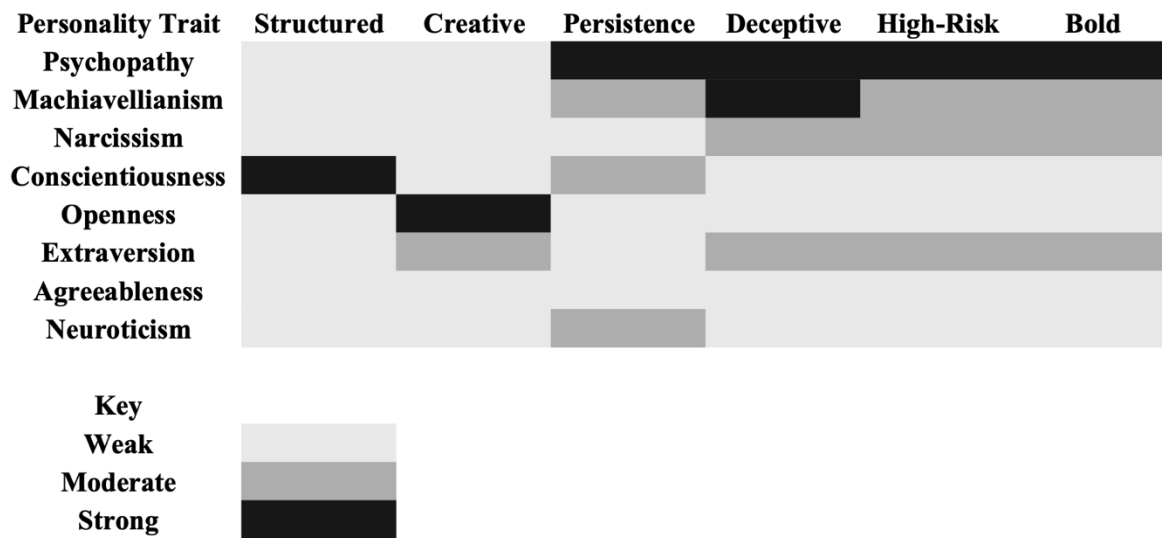 Personality Trait Structured Creative Persistence Deceptive High-Risk Bold
Psychopathy
Machiavellianism
Narcissism
Conscientiousness
Openness
Extraversion
Agreeableness
Neuroticism
Key
Weak
Moderate
Strong